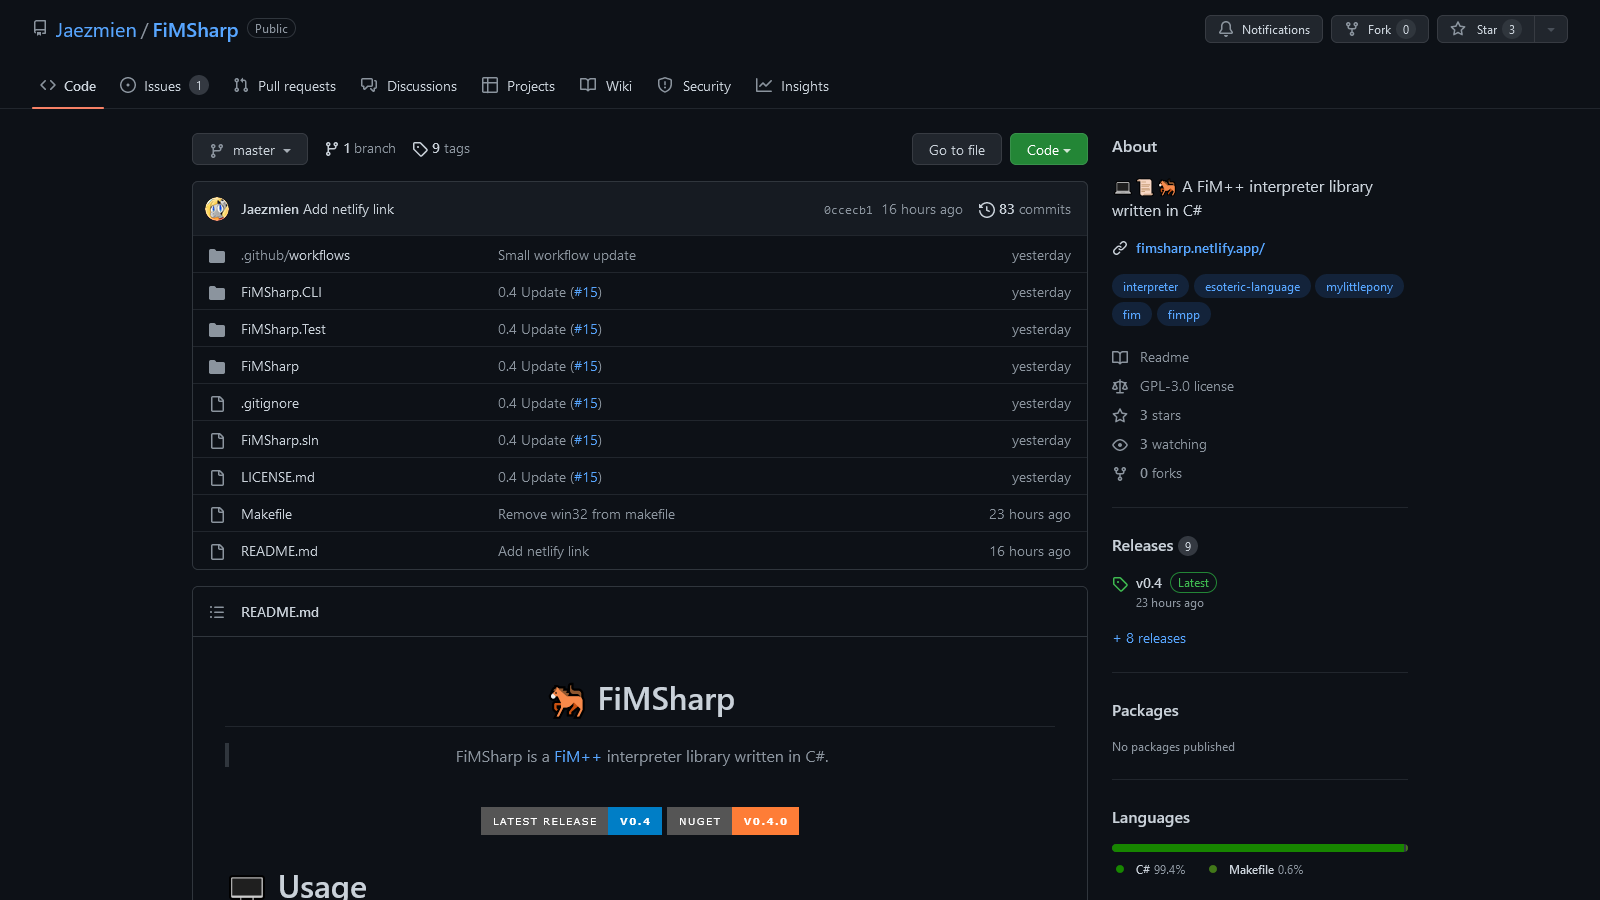 Jaezmien / FiMSharp Public
Notifications Fork 0 Star 3
Code Issues 1 Pull requests Discussions Projects Wiki Security Insights
master 1 branch 9 tags Go to file Code
Jaezmien Add netlify link 0ccecb1 16 hours ago 83 commits
.github/workflows Small workflow update yesterday
FiMSharp.CLI 0.4 Update (#15) yesterday
FiMSharp.Test 0.4 Update (#15) yesterday
FiMSharp 0.4 Update (#15) yesterday
.gitignore 0.4 Update (#15) yesterday
FiMSharp.sln 0.4 Update (#15) yesterday
LICENSE.md 0.4 Update (#15) yesterday
Makefile Remove win32 from makefile 23 hours ago
README.md Add netlify link 16 hours ago
README.md
FiMSharp
FiMSharp is a FiM++ interpreter library written in C#.
LATEST RELEASE V0.4 NUGET V0.4.0
Usage
About
A FiM++ interpreter library
written in C#
fimsharp.netlify.app/
interpreter esoteric-language mylittlepony
fim fimpp
Readme
GPL-3.0 license
3 stars
3 watching
0 forks
Releases 9
v0.4 Latest
23 hours ago
+ 8 releases
Packages
No packages published
Languages
C# 99.4% Makefile 0.6%